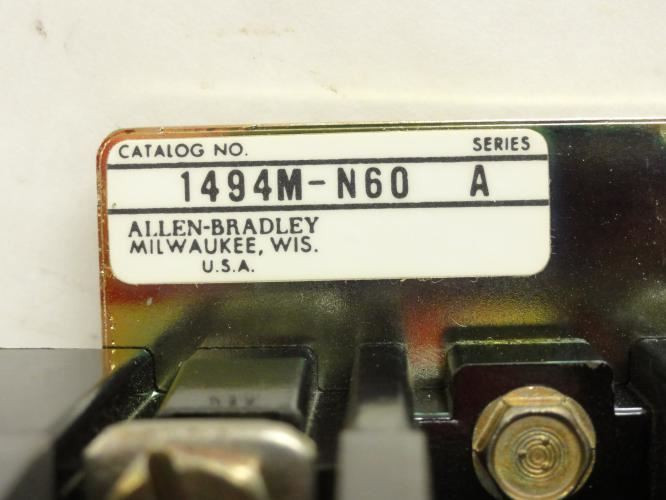 CATALOG NO. SERIES
1494M-N60 A
ALLEN-BRADLEY
MILWAUKEE, WIS.
U.S.A.